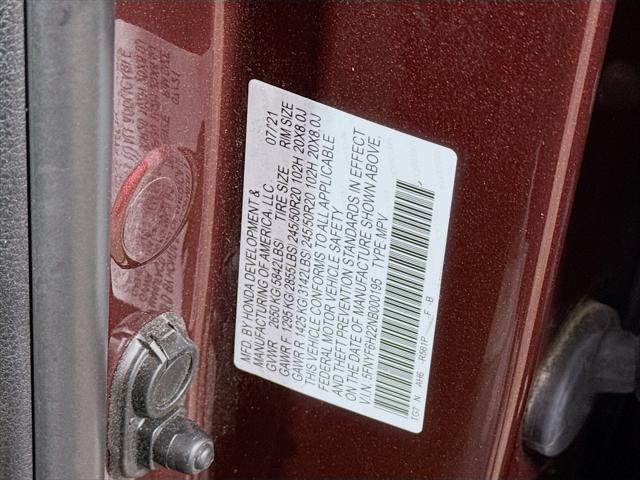 MFD. BY HONDA DEVELOPMENT &
MANUFACTURING OF AMERICA, LLC 07/21
GVWR 2650 KG(5842LBS) TIRE SIZE RIM SIZE
GAWR F 1295 KG(2855LBS) 245/50R20 102H 20X8.0J
GAWR R 1425 KG(3142LBS) 245/50R20 102H 20X8.0J
THIS VEHICLE CONFORMS TO ALL APPLICABLE
FEDERAL MOTOR VEHICLE SAFETY
AND THEFT PREVENTION STANDARDS IN EFFECT
ON THE DATE OF MANUFACTURE SHOWN ABOVE.
V.I.N: 5FNYF6H22NB000195 TYPE: MPV
TG7 N AH6 R561P -F -B